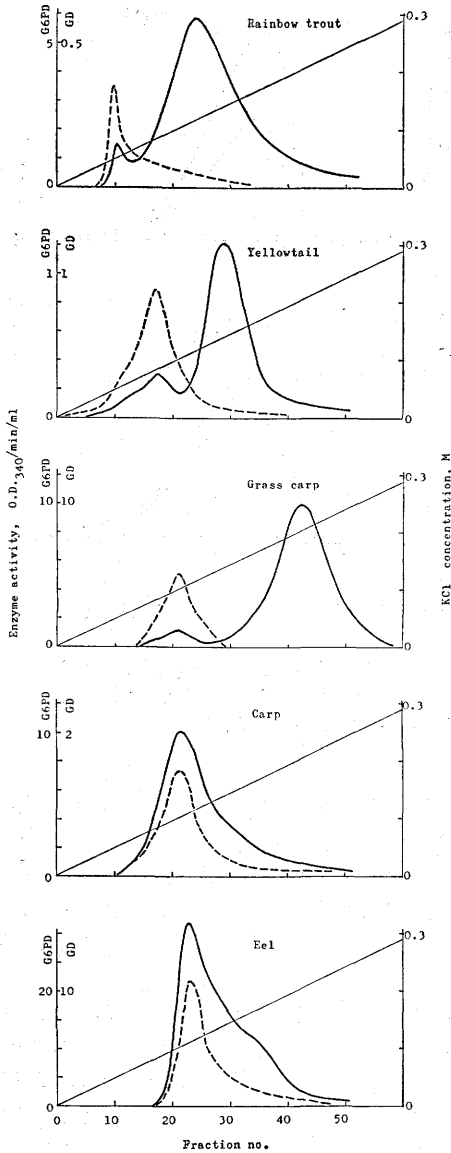 G6PD GD
Rainbow trout
5 0.5
0
0.3
0
G6PD GD
Yellowtail
1 1
0
0.3
0
G6PD GD
Grass carp
10 10
0
0.3
0
G6PD GD
Carp
10 2
0
0.3
0
G6PD GD
Eel
20 10
0
0.3
0
0 10 20 30 40 50
Fraction no.
Enzyme activity, O.D.340/min/ml
KCl concentration, M